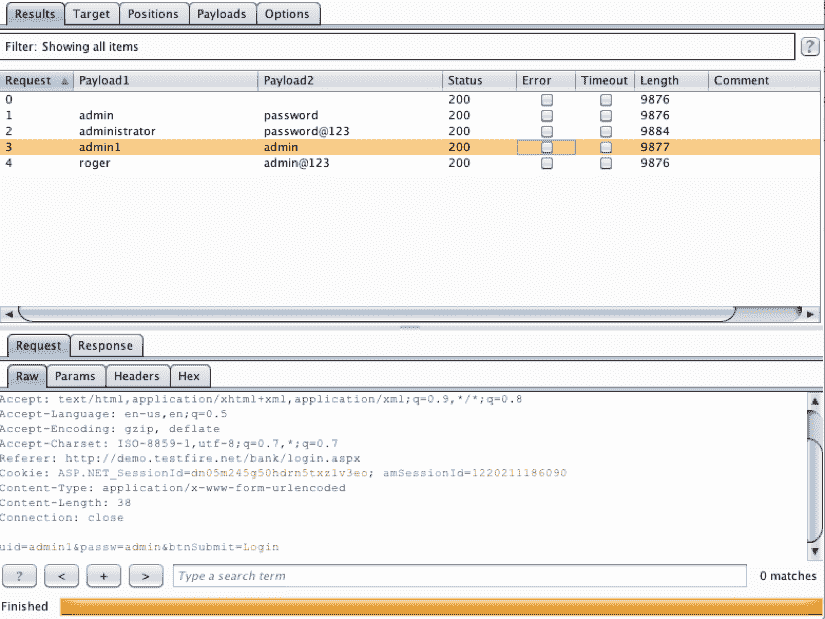 Results Target Positions Payloads Options
Filter: Showing all items ?
Request Payload1 Payload2 Status Error Timeout Length Comment
0 200 9876
1 admin password 200 9876
2 administrator password@123 200 9884
3 admin1 admin 200 9877
4 roger admin@123 200 9876
Request Response
Raw Params Headers Hex
Accept: text/html,application/xhtml+xml,application/xml;q=0.9,*/*;q=0.8
Accept-Language: en-us,en;q=0.5
Accept-Encoding: gzip, deflate
Accept-Charset: ISO-8859-1,utf-8;q=0.7,*;q=0.7
Referer: http://demo.testfire.net/bank/login.aspx
Cookie: ASP.NET_SessionId=dn05m245g50hdrn5txz1v3eo; amSessionId=1220211186090
Content-Type: application/x-www-form-urlencoded
Content-Length: 38
Connection: close
uid=admin1&passw=admin&btnSubmit=Login
? < + > Type a search term 0 matches
Finished